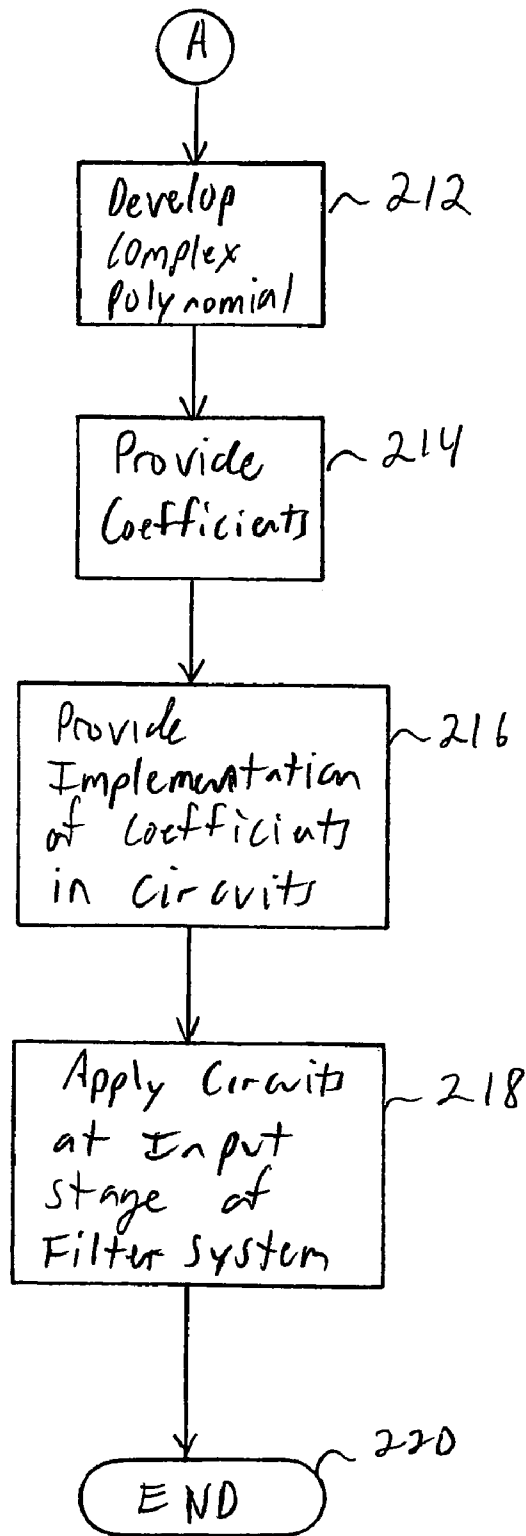 A
Develop
Complex
Polynomial
212
Provide
Coefficients
214
Provide
Implementation
of Coefficients
in Circuits
216
Apply Circuits
at Input
stage of
Filter System
218
220
END